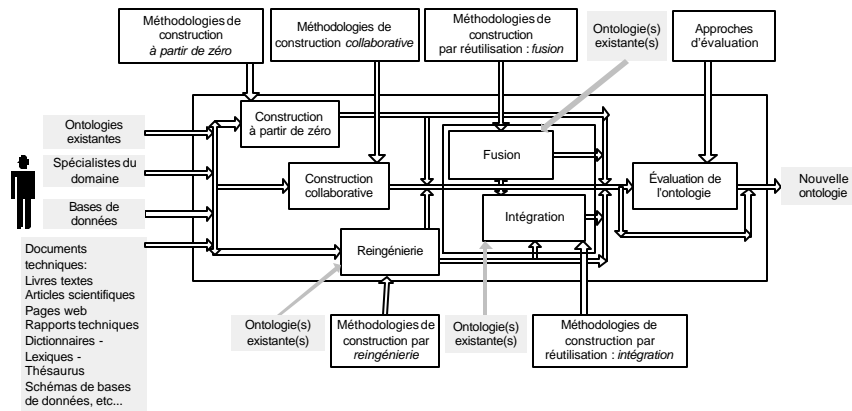 Méthodologies de
construction
à partir de zéro
Méthodologies de
construction collaborative
Méthodologies de
construction
par réutilisation : fusion
Ontologie(s)
existante(s)
Approches
d'évaluation
Ontologies
existantes
Spécialistes du
domaine
Bases de
données
Documents
techniques:
Livres textes
Articles scientifiques
Pages web
Rapports techniques
Dictionnaires -
Lexiques -
Thésaurus
Schémas de bases
de données, etc...
Construction
à partir de zéro
Construction
collaborative
Reingénierie
Fusion
Intégration
Évaluation de
l'ontologie
Nouvelle
ontologie
Ontologie(s)
existante(s)
Méthodologies de
construction par
reingénierie
Ontologie(s)
existante(s)
Méthodologies de
construction par
réutilisation : intégration